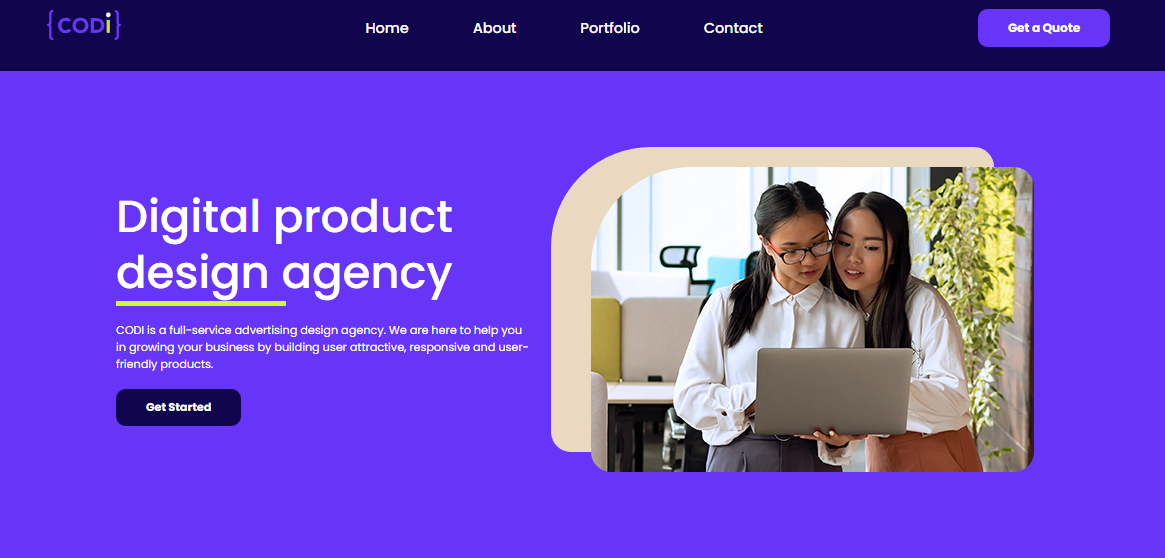 {CODi}
Home About Portfolio Contact
Get a Quote
Digital product
design agency
CODI is a full-service advertising design agency. We are here to help you
in growing your business by building user attractive, responsive and user-
friendly products.
Get Started